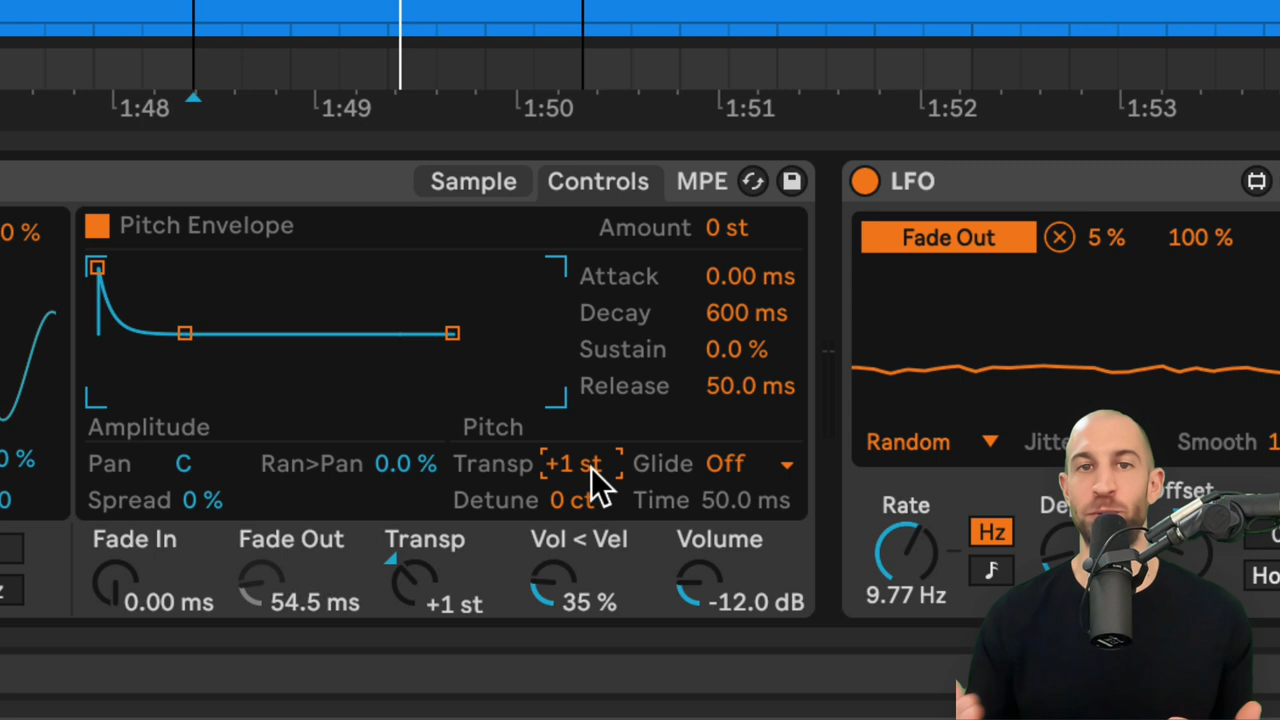 1:48 1:49 1:50 1:51 1:52 1:53
Sample Controls MPE
LFO
0 % Pitch Envelope Amount 0 st
Fade Out 5 % 100 %
Attack 0.00 ms
Decay 600 ms
Sustain 0.0 %
Release 50.0 ms
Amplitude Pitch
Random Smooth 1
0 % Pan C Ran>Pan 0.0 % Transp +1 st Glide Off
0 Spread 0 % Detune 0 ct Time 50.0 ms
Rate
Hz
9.77 Hz
Ho
Fade In Fade Out Transp Vol < Vel Volume
0.00 ms 54.5 ms +1 st 35 % -12.0 dB